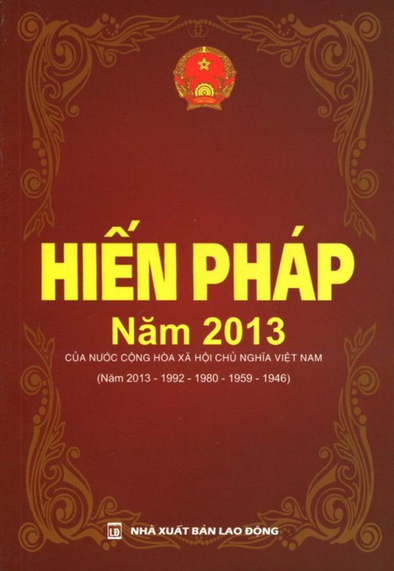 HIẾN PHÁP
Năm 2013
CỦA NƯỚC CỘNG HÒA XÃ HỘI CHỦ NGHĨA VIỆT NAM
(Năm 2013 - 1992 - 1980 - 1959 - 1946)
LĐ NHÀ XUẤT BẢN LAO ĐỘNG